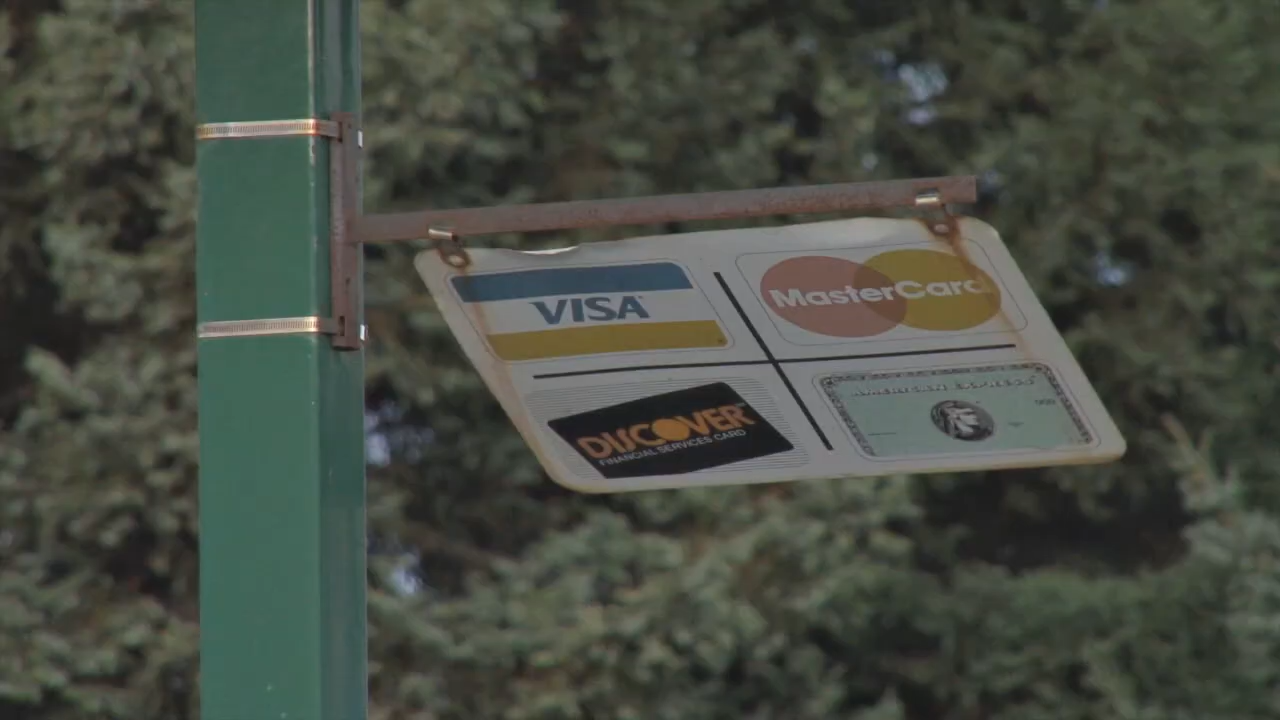 VISA
MasterCard
DISCOVER
FINANCIAL SERVICES CARD
AMERICAN EXPRESS